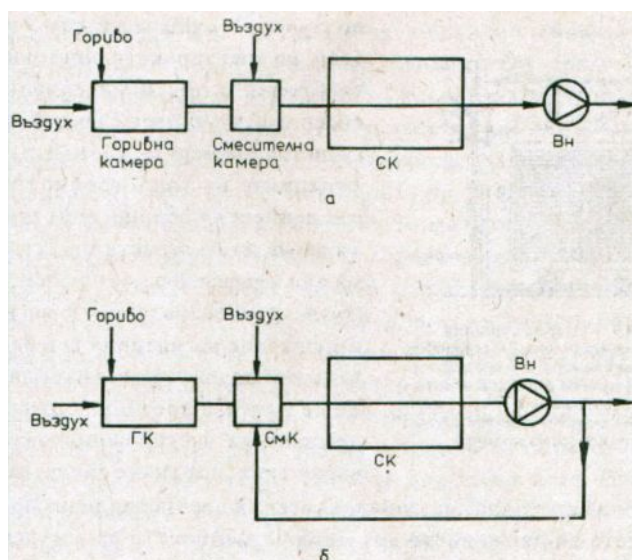 Гориво
Въздух
Въздух
Горивна
камера
Смесителна
камера
СК
Вн
а
Гориво
Въздух
Вн
Въздух
ГК
СмК
СК
б